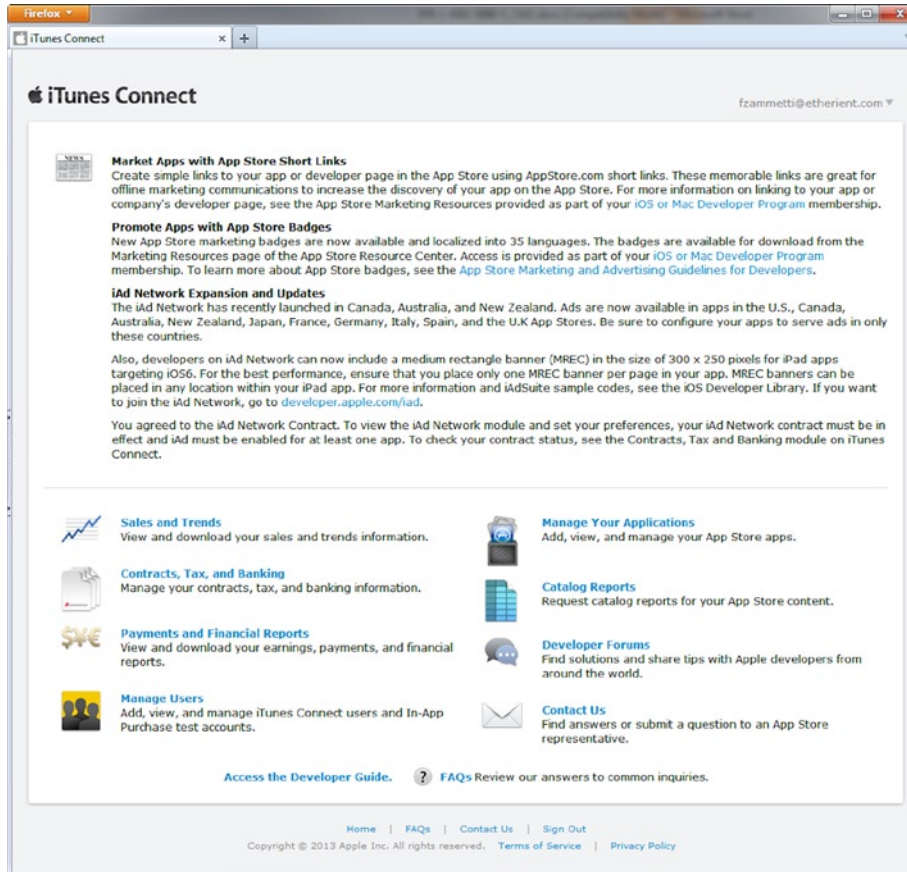 Firefox
iTunes Connect
iTunes Connect
fzammetti@etherient.com
NEWS
Market Apps with App Store Short Links
Create simple links to your app or developer page in the App Store using AppStore.com short links. These memorable links are great for
offline marketing communications to increase the discovery of your app on the App Store. For more information on linking to your app or
company's developer page, see the App Store Marketing Resources provided as part of your iOS or Mac Developer Program membership.
Promote Apps with App Store Badges
New App Store marketing badges are now available and localized into 35 languages. The badges are available for download from the
Marketing Resources page of the App Store Resource Center. Access is provided as part of your iOS or Mac Developer Program
membership. To learn more about App Store badges, see the App Store Marketing and Advertising Guidelines for Developers.
iAd Network Expansion and Updates
The iAd Network has recently launched in Canada, Australia, and New Zealand. Ads are now available in apps in the U.S., Canada,
Australia, New Zealand, Japan, France, Germany, Italy, Spain, and the U.K App Stores. Be sure to configure your apps to serve ads in only
these countries.
Also, developers on iAd Network can now include a medium rectangle banner (MREC) in the size of 300 x 250 pixels for iPad apps
targeting iOS6. For the best performance, ensure that you place only one MREC banner per page in your app. MREC banners can be
placed in any location within your iPad app. For more information and iAdSuite sample codes, see the iOS Developer Library. If you want
to join the iAd Network, go to developer.apple.com/iad.
You agreed to the iAd Network Contract. To view the iAd Network module and set your preferences, your iAd Network contract must be in
effect and iAd must be enabled for at least one app. To check your contract status, see the Contracts, Tax and Banking module on iTunes
Connect.
Sales and Trends
View and download your sales and trends information.
Contracts, Tax, and Banking
Manage your contracts, tax, and banking information.
$¥€
Payments and Financial Reports
View and download your earnings, payments, and financial
reports.
Manage Users
Add, view, and manage iTunes Connect users and In-App
Purchase test accounts.
Manage Your Applications
Add, view, and manage your App Store apps.
Catalog Reports
Request catalog reports for your App Store content.
Developer Forums
Find solutions and share tips with Apple developers from
around the world.
Contact Us
Find answers or submit a question to an App Store
representative.
Access the Developer Guide. ? FAQs Review our answers to common inquiries.
Home | FAQs | Contact Us | Sign Out
Copyright © 2013 Apple Inc. All rights reserved. Terms of Service | Privacy Policy